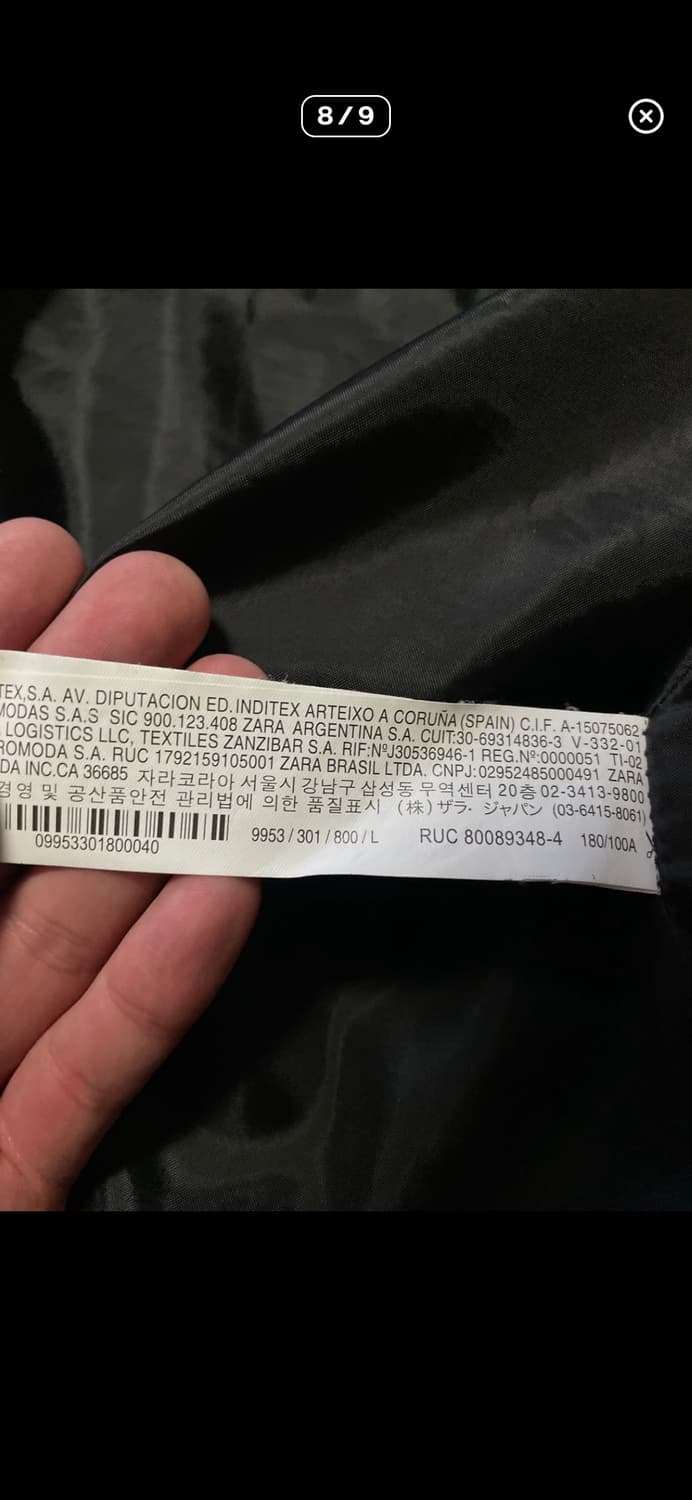 8/9
TEX,S.A. AV. DIPUTACION ED. INDITEX ARTEIXO A CORUÑA (SPAIN) C.I.F. A-15075062
MODAS S.A.S SIC 900.123.408 ZARA ARGENTINA S.A. CUIT:30-69314836-3 V-332-01
LOGISTICS LLC, TEXTILES ZANZIBAR S.A. RIF:NºJ30536946-1 REG.Nº:0000051 TI-02
ROMODA S.A. RUC 1792159105001 ZARA BRASIL LTDA. CNPJ:02952485000491 ZARA
DA INC.CA 36685 자라코리아 서울시 강남구 삼성동 무역센터 20층 02-3413-9800
경영 및 공산품안전 관리법에 의한 품질표시 (株)ザラ・ジャパン (03-6415-8061)
09953301800040
9953 / 301 / 800 / L RUC 80089348-4 180/100A